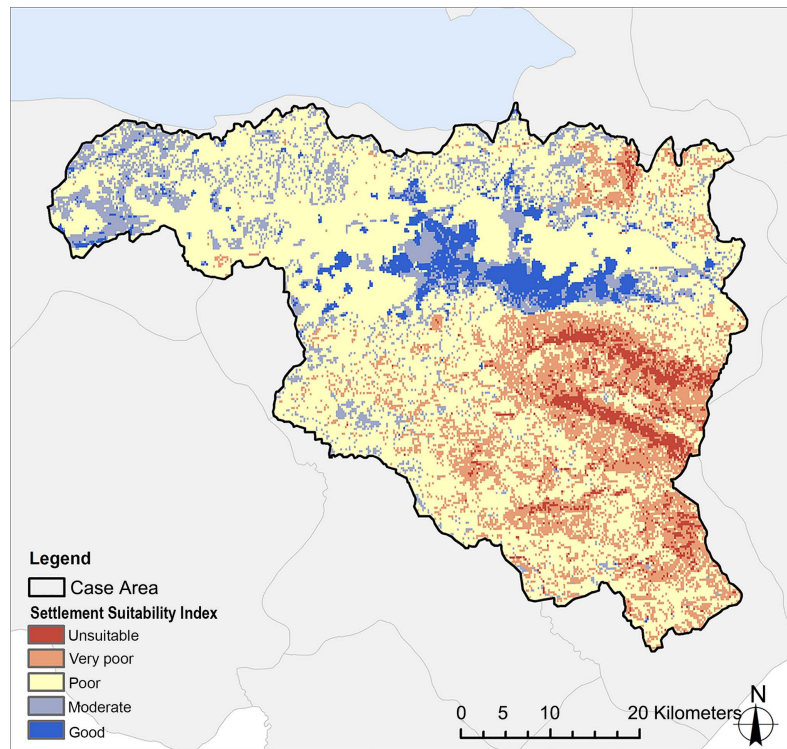 Legend
Case Area
Settlement Suitability Index
Unsuitable
Very poor
Poor
Moderate
Good
0 5 10 20 Kilometers
N